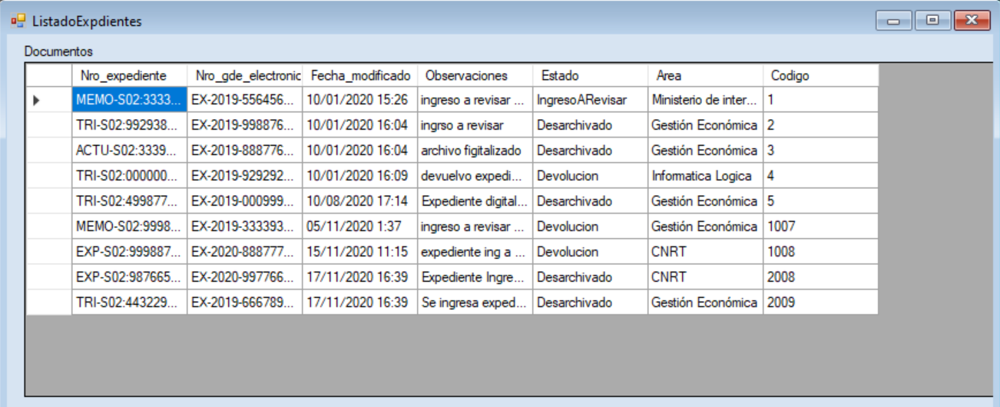 ListadoExpdientes
Documentos
Nro_expediente Nro_gde_electronic Fecha_modificado Observaciones Estado Area Codigo
MEMO-S02:3333... EX-2019-556456... 10/01/2020 15:26 ingreso a revisar ... IngresoARevisar Ministerio de inter... 1
TRI-S02:992938... EX-2019-998876... 10/01/2020 16:04 ingrso a revisar Desarchivado Gestión Económica 2
ACTU-S02:3339... EX-2019-888776... 10/01/2020 16:04 archivo figitalizado Desarchivado Gestión Económica 3
TRI-S02:000000... EX-2019-929292... 10/01/2020 16:09 devuelvo expedi... Devolucion Informatica Logica 4
TRI-S02:499877... EX-2019-000999... 10/08/2020 17:14 Expediente digital... Desarchivado Gestión Económica 5
MEMO-S02:9998... EX-2019-333393... 05/11/2020 1:37 ingreso a revisar ... Devolucion Gestión Económica 1007
EXP-S02:999887... EX-2020-888777... 15/11/2020 11:15 expediente ing a ... Devolucion CNRT 1008
EXP-S02:987665... EX-2020-997766... 17/11/2020 16:39 Expediente Ingre... Desarchivado CNRT 2008
TRI-S02:443229... EX-2019-666789... 17/11/2020 16:39 Se ingresa exped... Desarchivado Gestión Económica 2009